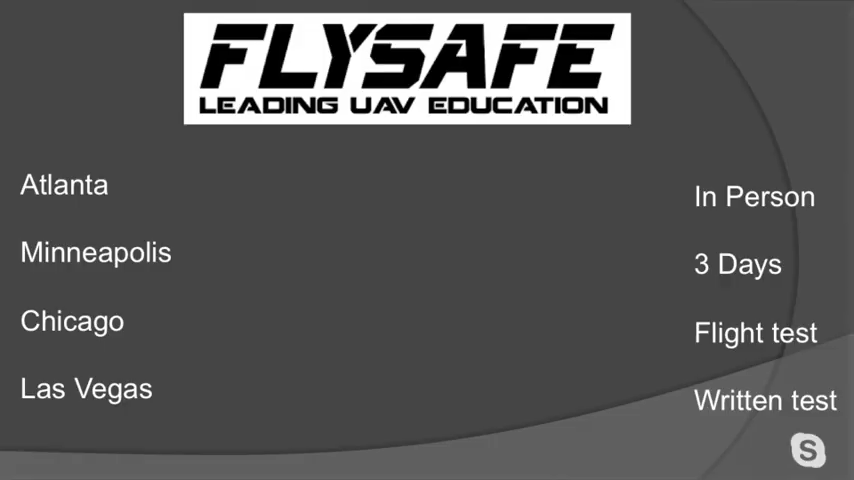 FLYSAFE
LEADING UAV EDUCATION
Atlanta
Minneapolis
Chicago
Las Vegas
In Person
3 Days
Flight test
Written test
S